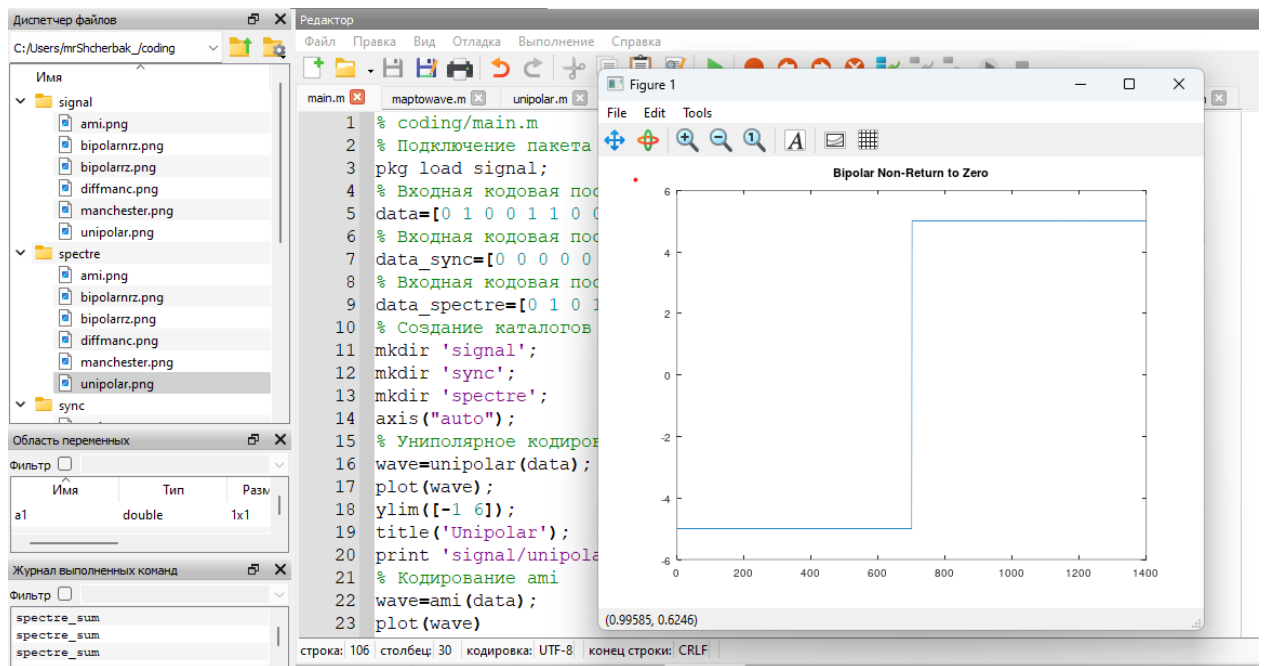 Диспетчер файлов
C:/Users/mrShcherbak_/coding
Имя
signal
ami.png
bipolarnrz.png
bipolarrz.png
diffmanc.png
manchester.png
unipolar.png
spectre
ami.png
bipolarnrz.png
bipolarrz.png
diffmanc.png
manchester.png
unipolar.png
sync
Область переменных
Фильтр
Имя Тип Разм
a1 double 1x1
Журнал выполненных команд
Фильтр
spectre_sum
spectre_sum
spectre_sum
Редактор
Файл Правка Вид Отладка Выполнение Справка
main.m maptowave.m unipolar.m
1 % coding/main.m
2 % Подключение пакета
3 pkg load signal;
4 % Входная кодовая пос
5 data=[0 1 0 0 1 1 0 0
6 % Входная кодовая пос
7 data_sync=[0 0 0 0 0
8 % Входная кодовая пос
9 data_spectre=[0 1 0 1
10 % Создание каталогов
11 mkdir 'signal';
12 mkdir 'sync';
13 mkdir 'spectre';
14 axis("auto");
15 % Униполярное кодиров
16 wave=unipolar(data);
17 plot(wave);
18 ylim([-1 6]);
19 title('Unipolar');
20 print 'signal/unipola
21 % Кодирование ami
22 wave=ami(data);
23 plot(wave)
строка: 106 столбец: 30 кодировка: UTF-8 конец строки: CRLF
Figure 1
File Edit Tools
A
Bipolar Non-Return to Zero
6
4
2
0
-2
-4
-6
0 200 400 600 800 1000 1200 1400
(0.99585, 0.6246)